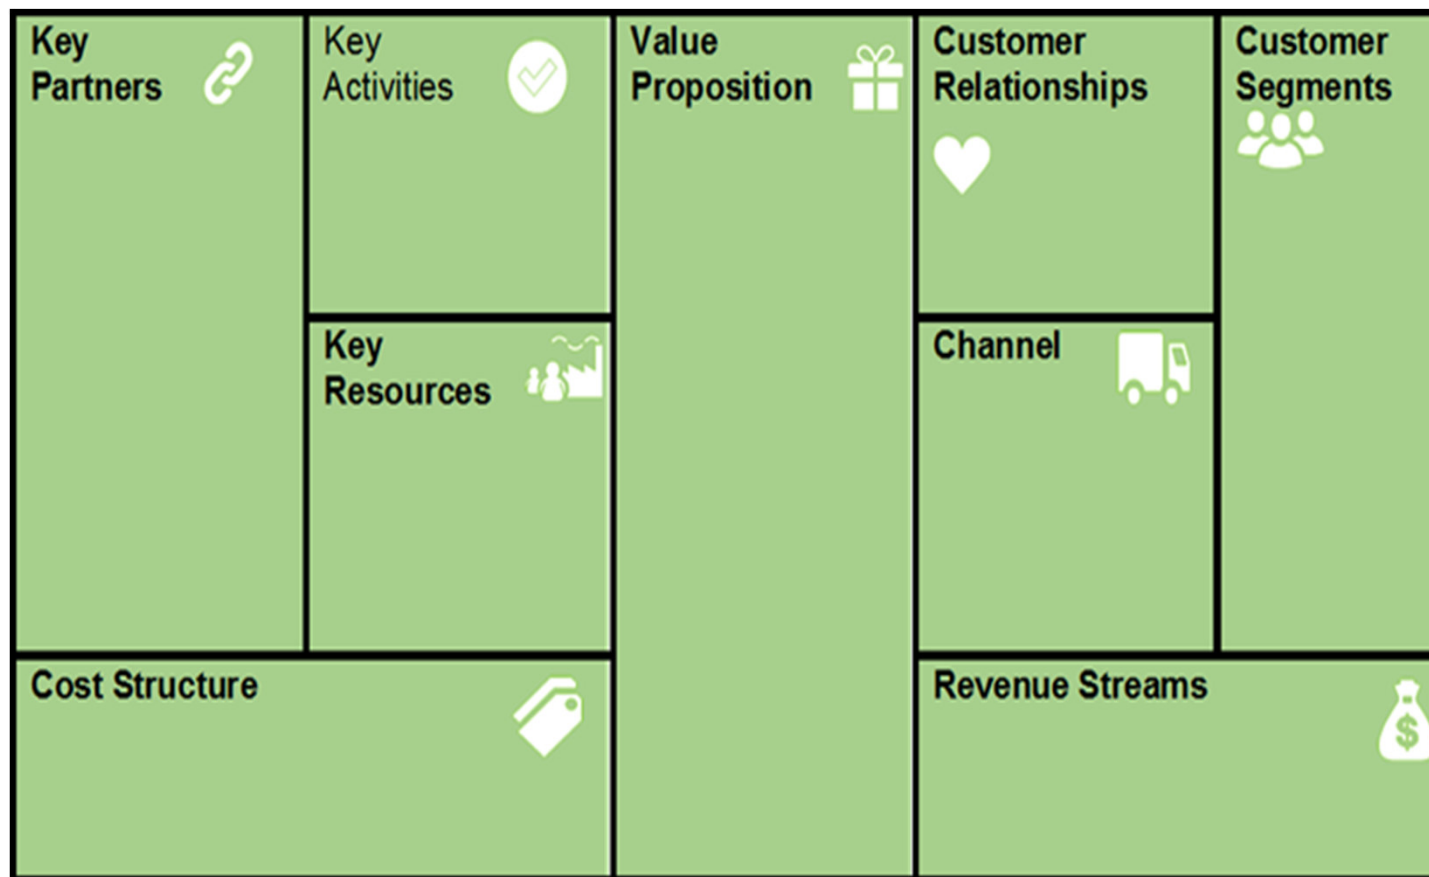 Key
Partners
Key
Activities
Value
Proposition
Customer
Relationships
Customer
Segments
Key
Resources
Channel
Cost Structure
Revenue Streams
$